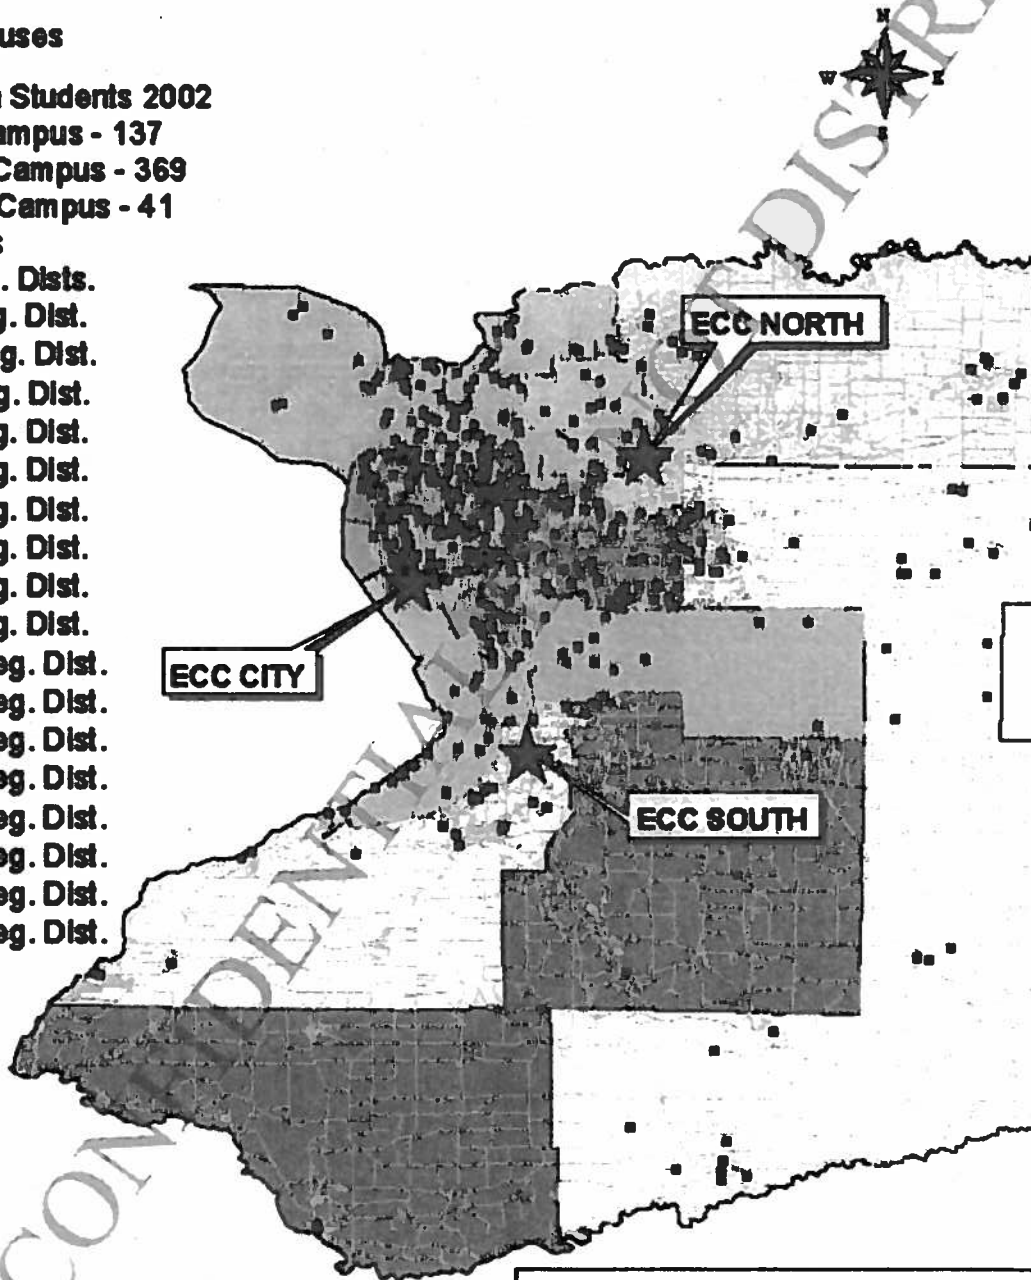 uses
Students 2002
ampus - 137
Campus - 369
Campus - 41
s
. Dists.
g. Dist.
g. Dist.
g. Dist.
g. Dist.
g. Dist.
g. Dist.
g. Dist.
g. Dist.
g. Dist.
eg. Dist.
eg. Dist.
eg. Dist.
eg. Dist.
eg. Dist.
eg. Dist.
eg. Dist.
eg. Dist.
N
W E
S
ECC NORTH
ECC CITY
ECC SOUTH
CONFIDENTIAL